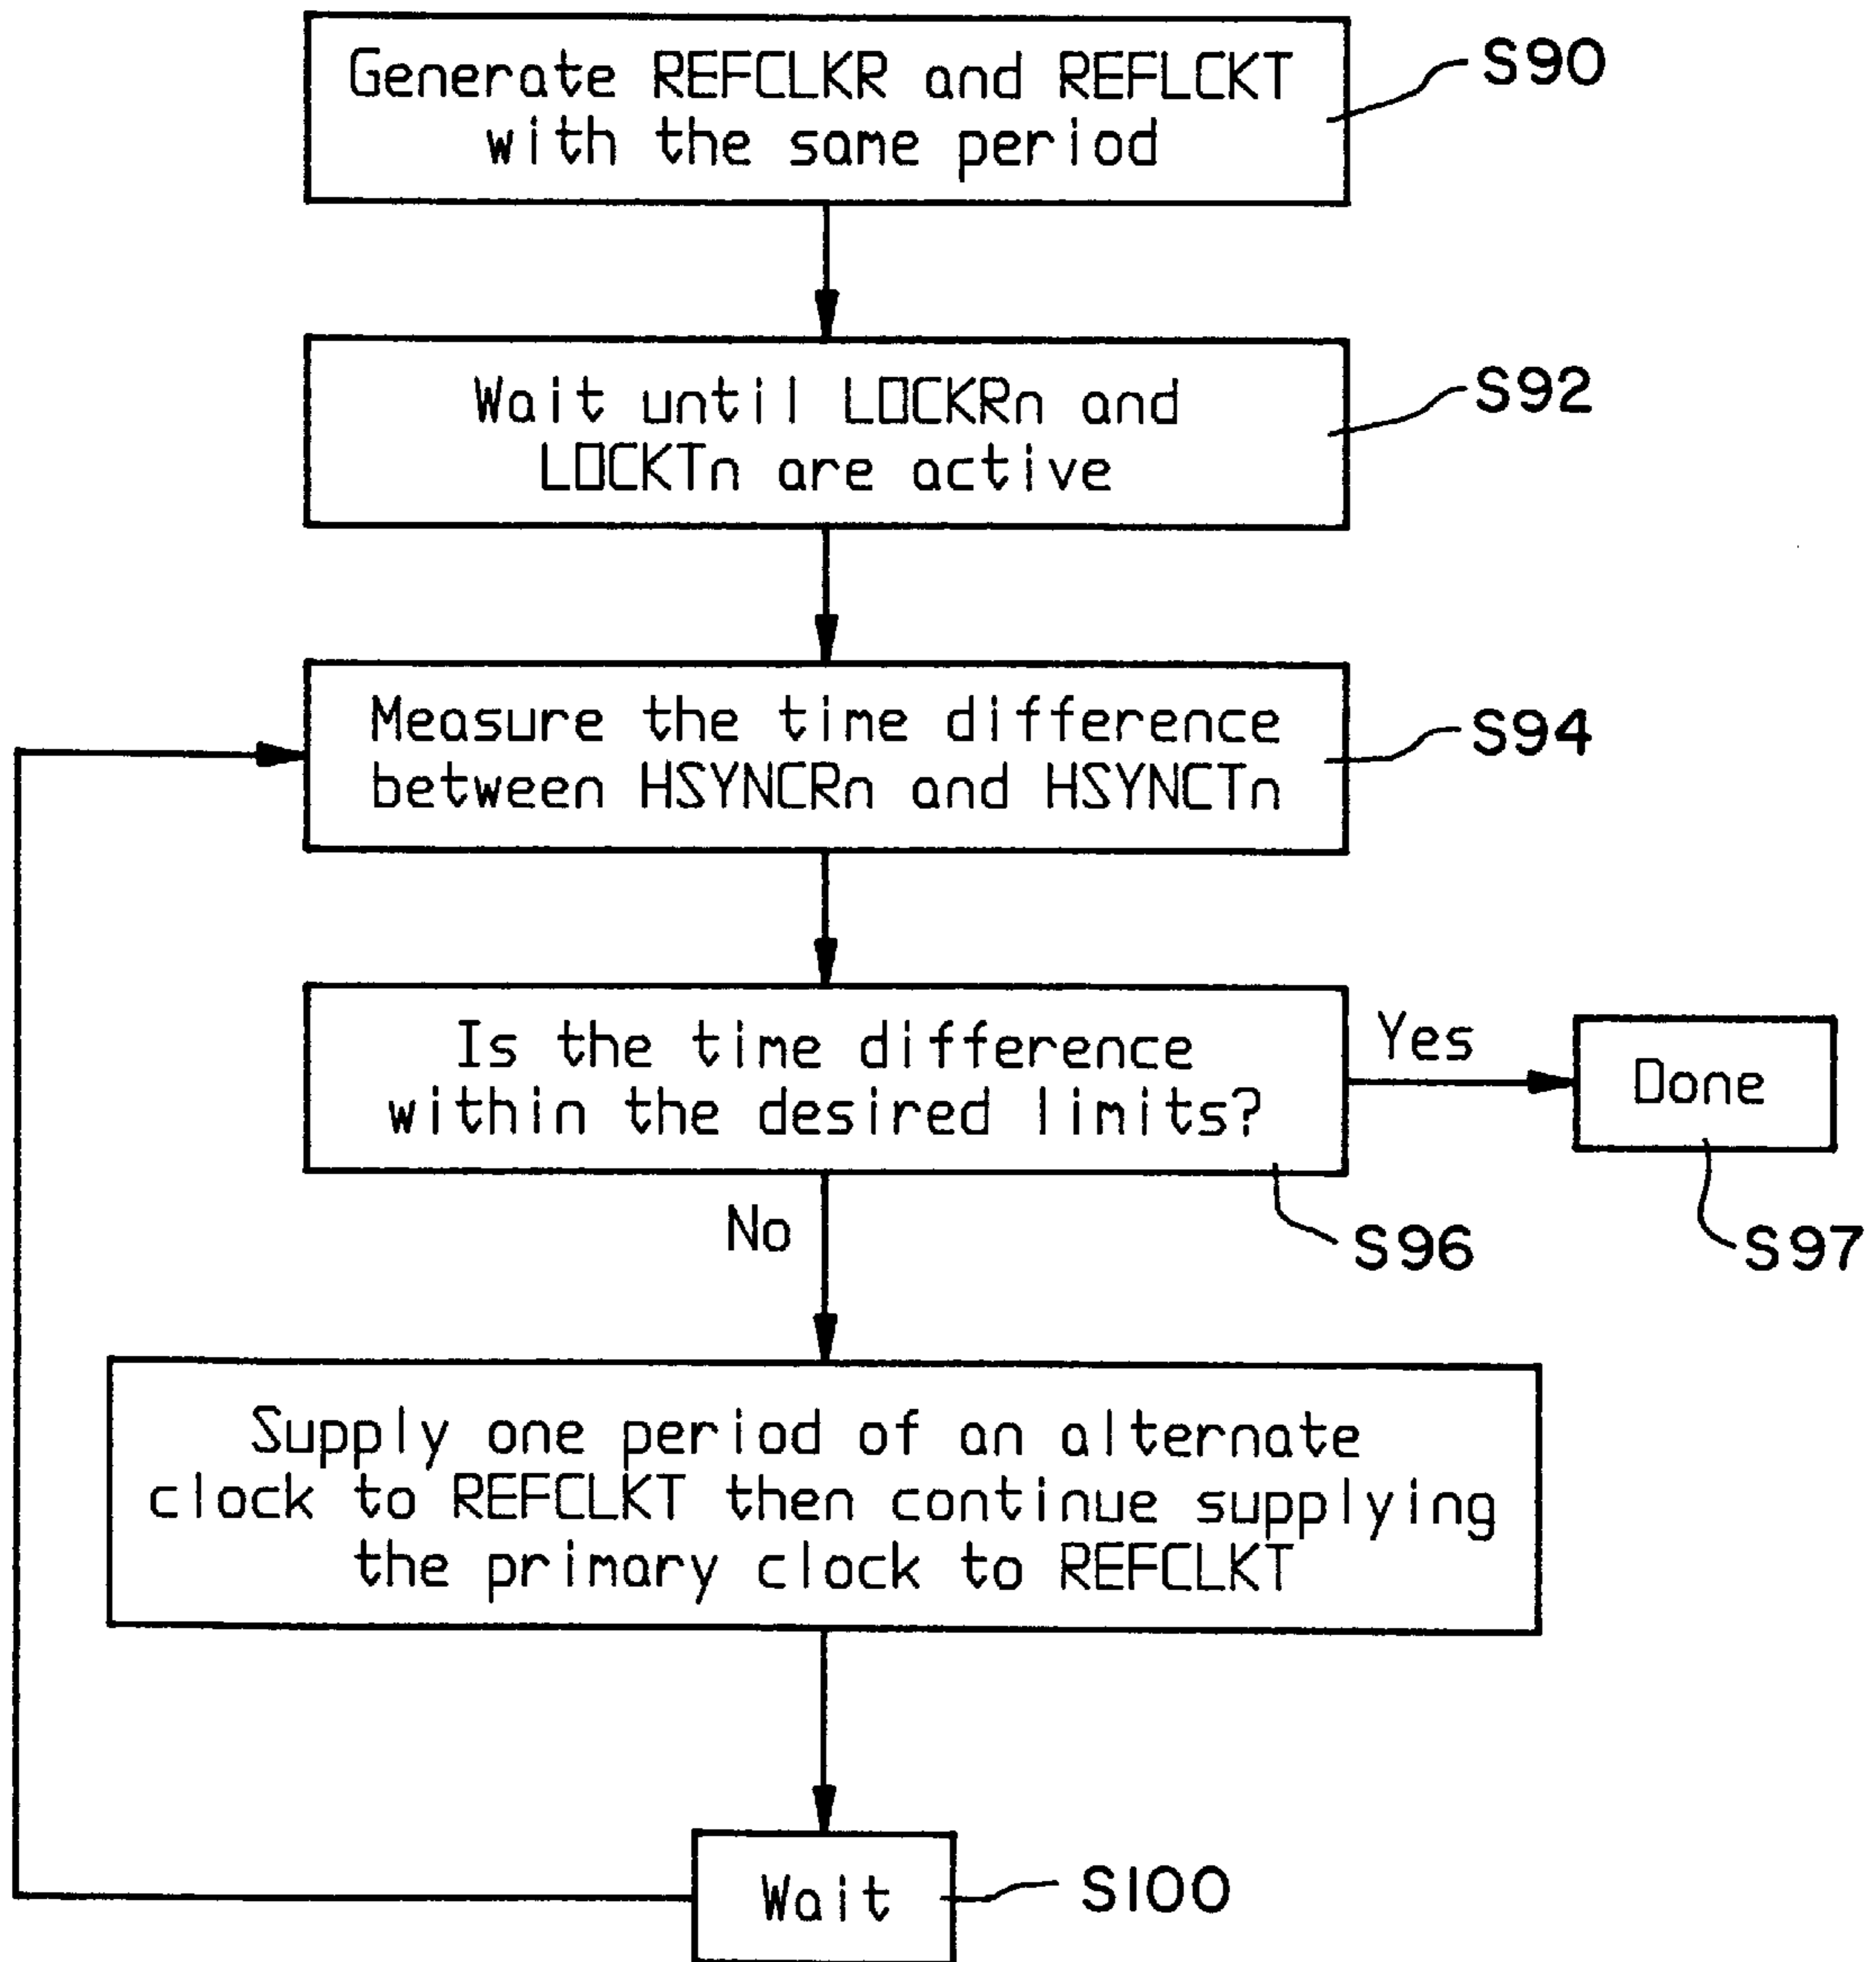 Generate REFCLKR and REFLCKT
with the same period
S90
Wait until LOCKRn and
LOCKTn are active
S92
Measure the time difference
between HSYNCRn and HSYNCTn
S94
Is the time difference
within the desired limits?
S96
Yes
Done
S97
No
Supply one period of an alternate
clock to REFCLKT then continue supplying
the primary clock to REFCLKT
Wait
S100